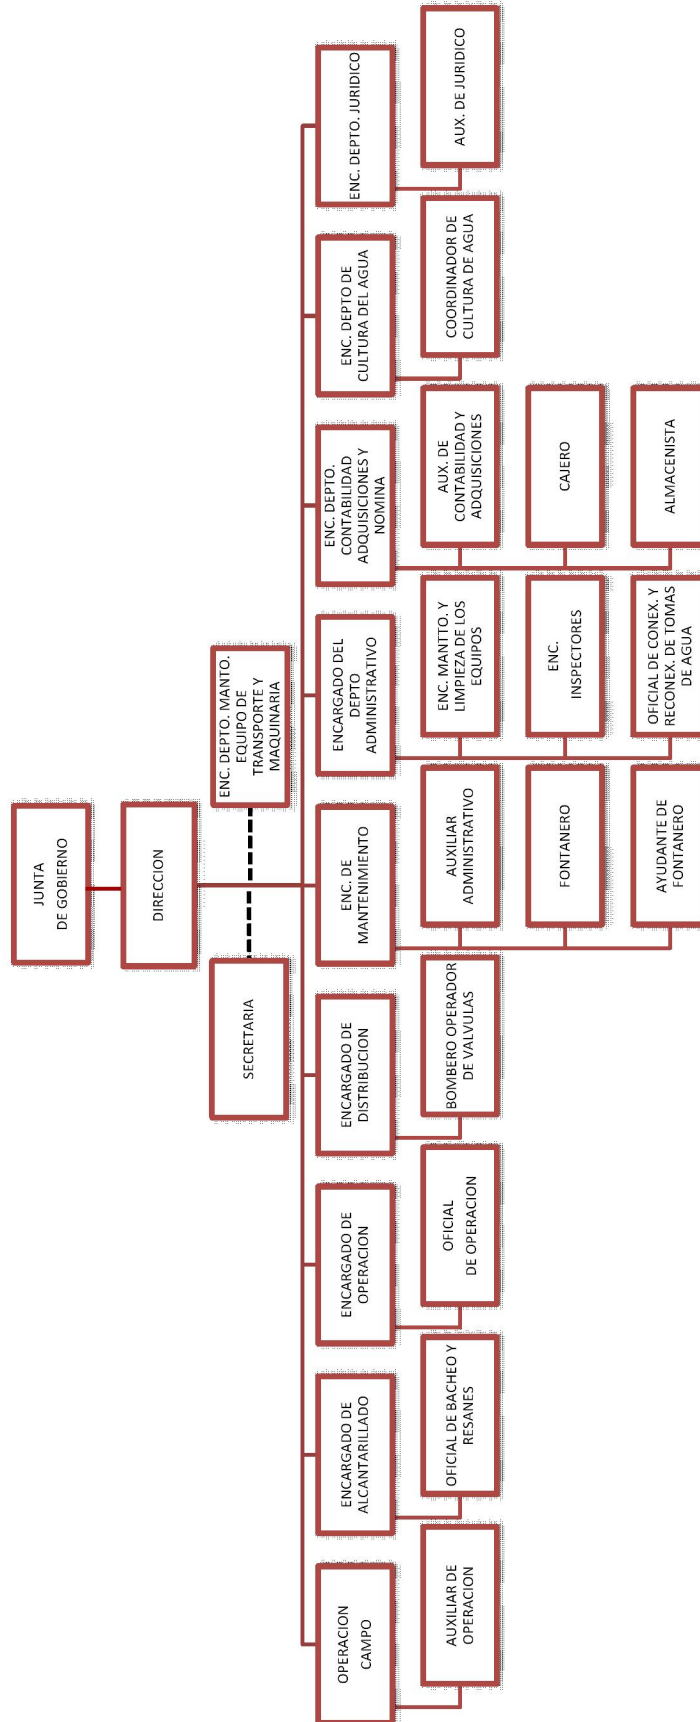 JUNTA
DE GOBIERNO
DIRECCION
SECRETARIA
ENC. DEPTO. MANTO.
EQUIPO DE
TRANSPORTE Y
MAQUINARIA
OPERACION
CAMPO
ENCARGADO DE
ALCANTARILLADO
ENCARGADO DE
OPERACION
ENCARGADO DE
DISTRIBUCION
ENC. DE
MANTENIMIENTO
ENCARGADO DEL
DEPTO
ADMINISTRATIVO
ENC. DEPTO.
CONTABILIDAD
ADQUISICIONES Y
NOMINA
ENC. DEPTO DE
CULTURA DEL AGUA
ENC. DEPTO. JURIDICO
AUXILIAR DE
OPERACION
OFICIAL DE BACHEO Y
RESANES
OFICIAL
DE OPERACION
BOMBERO OPERADOR
DE VALVULAS
AUXILIAR
ADMINISTRATIVO
ENC. MANTTO. Y
LIMPIEZA DE LOS
EQUIPOS
AUX. DE
CONTABILIDAD Y
ADQUISICIONES
COORDINADOR DE
CULTURA DE AGUA
AUX. DE JURIDICO
FONTANERO
ENC.
INSPECTORES
CAJERO
AYUDANTE DE
FONTANERO
OFICIAL DE CONEX. Y
RECONEX. DE TOMAS
DE AGUA
ALMACENISTA